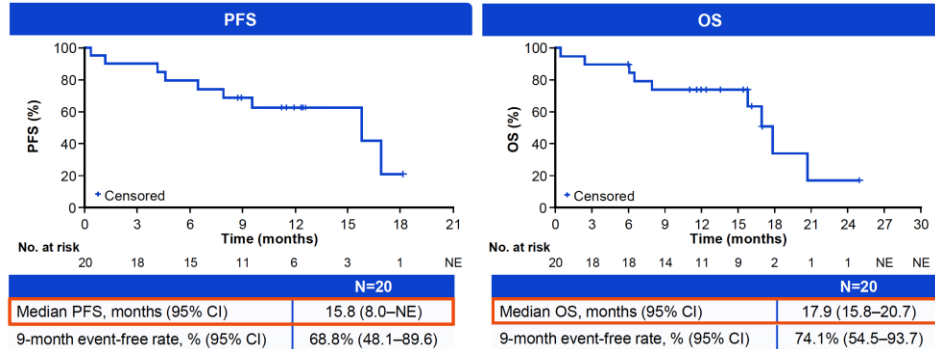 PFS
100
80
60
40
20
0
PFS (%)
+ Censored
0 3 6 9 12 15 18 21
Time (months)
No. at risk
20 18 15 11 6 3 1 NE
N=20
Median PFS, months (95% CI) 15.8 (8.0–NE)
9-month event-free rate, % (95% CI) 68.8% (48.1–89.6)
OS
100
80
60
40
20
0
OS (%)
+ Censored
0 3 6 9 12 15 18 21 24 27 30
Time (months)
No. at risk
20 18 18 14 11 9 2 1 1 NE NE
N=20
Median OS, months (95% CI) 17.9 (15.8–20.7)
9-month event-free rate, % (95% CI) 74.1% (54.5–93.7)